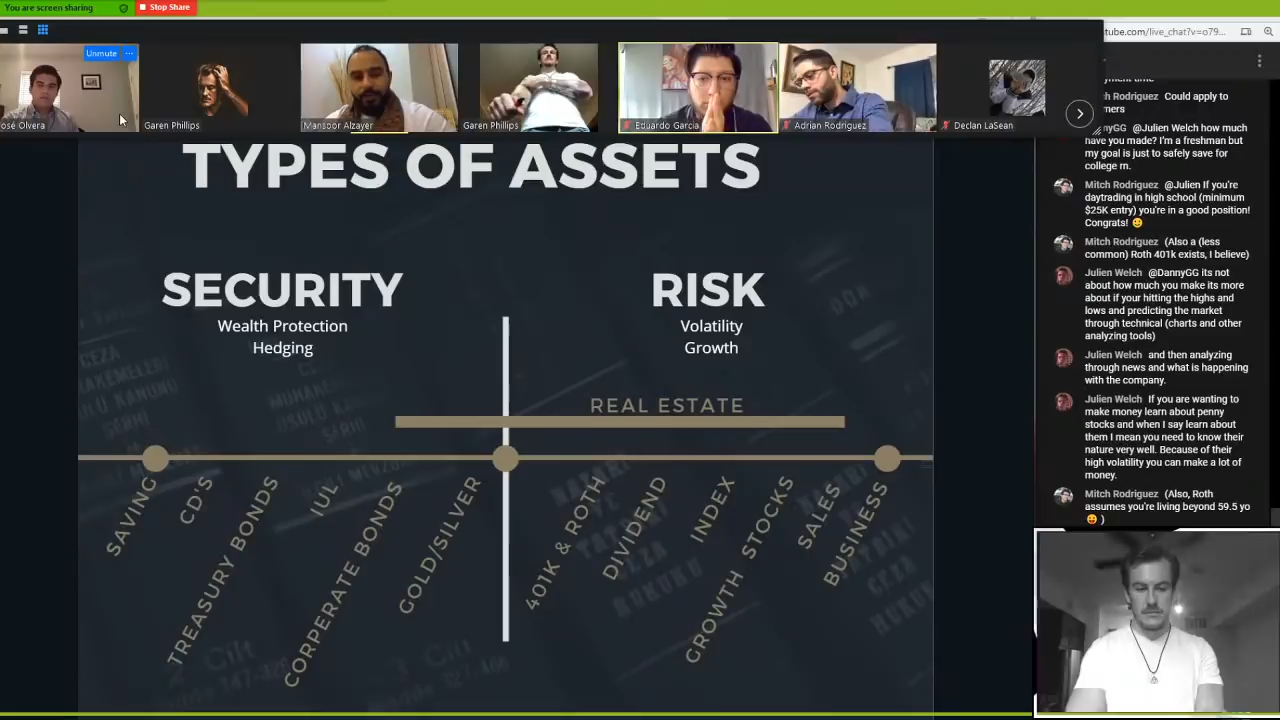 You are screen sharing
Stop Share
tube.com/live_chat?v=o79...
Unmute
osé Olvera
Garen Phillips
Mansoor Alzayer
Garen Phillips
Eduardo Garcia
Adrian Rodriguez
Declan LaSean
TYPES OF ASSETS
SECURITY
Wealth Protection
Hedging
RISK
Volatility
Growth
REAL ESTATE
SAVING
CD'S
TREASURY BONDS
IUL
CORPERATE BONDS
GOLD/SILVER
401K & ROTH
DIVIDEND
INDEX
GROWTH STOCKS
SALES
BUSINESS
Mitch Rodriguez Could apply to
mers
nyGG @Julien Welch how much
have you made? I'm a freshman but
my goal is just to safely save for
college rn.
Mitch Rodriguez @Julien If you're
daytrading in high school (minimum
$25K entry) you're in a good position!
Congrats!
Mitch Rodriguez (Also a (less
common) Roth 401k exists, I believe)
Julien Welch @DannyGG its not
about how much you make its more
about if your hitting the highs and
lows and predicting the market
through technical (charts and other
analyzing tools)
Julien Welch and then analyzing
through news and what is happening
with the company.
Julien Welch If you are wanting to
make money learn about penny
stocks and when I say learn about
them I mean you need to know their
nature very well. Because of their
high volatility you can make a lot of
money.
Mitch Rodriguez (Also, Roth
assumes you're living beyond 59.5 yo
)